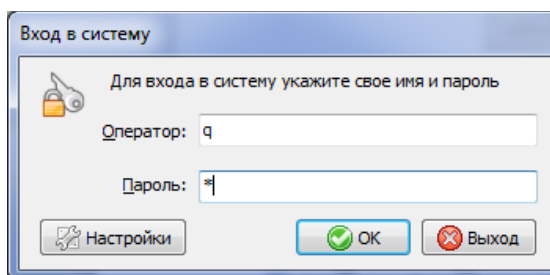 Вход в систему
Для входа в систему укажите свое имя и пароль
Оператор: q
Пароль: *
Настройки OK Выход